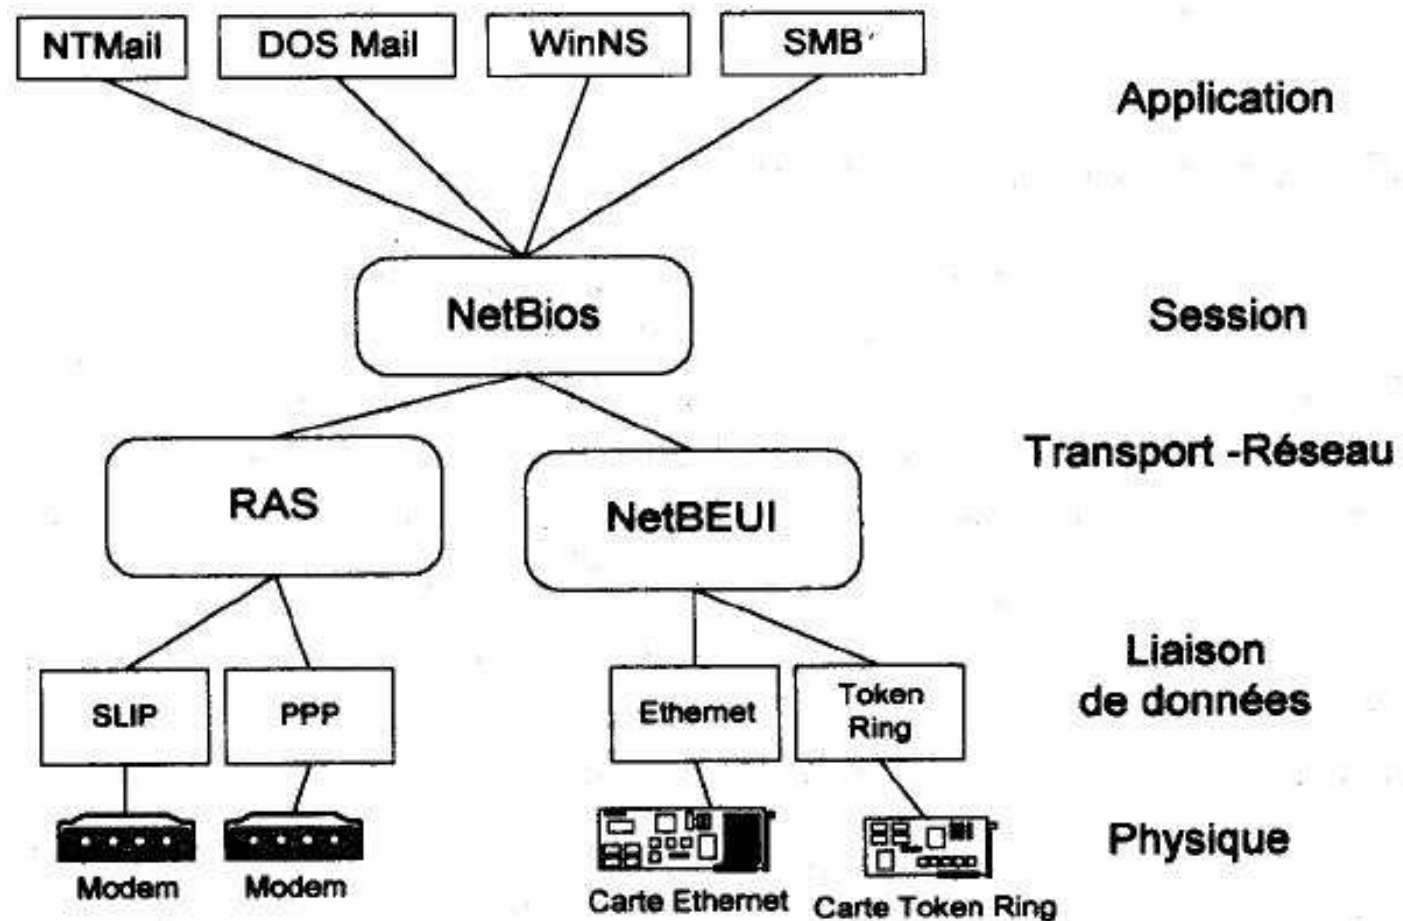 NTMail
DOS Mail
WinNS
SMB
Application
NetBios
Session
Transport -Réseau
RAS
NetBEUI
Liaison
de données
SLIP
PPP
Ethernet
Token
Ring
Physique
Modem
Modem
Carte Ethernet
Carte Token Ring